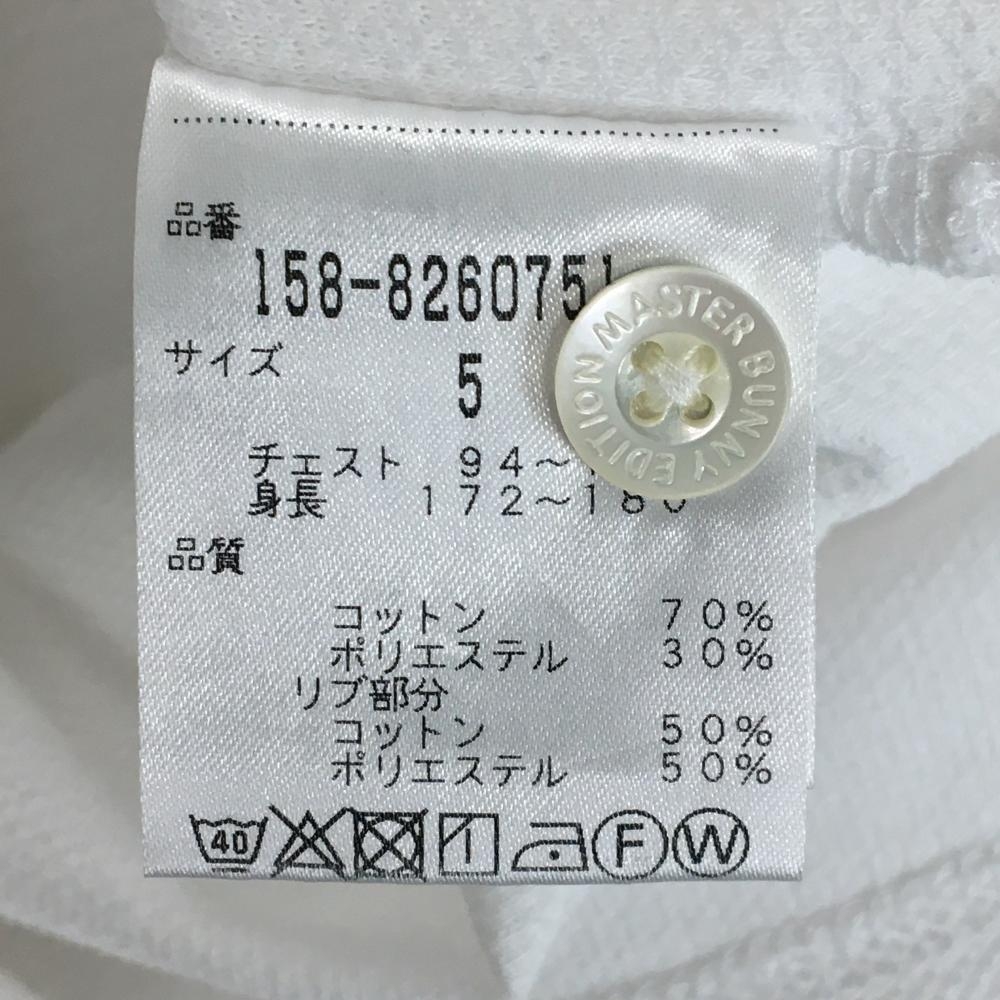 品番
158-8260751
サイズ
5
チェスト 94～
身長 172～180
品質
コットン 70%
ポリエステル 30%
リブ部分
コットン 50%
ポリエステル 50%
40 F W
MASTER BUNNY EDITION